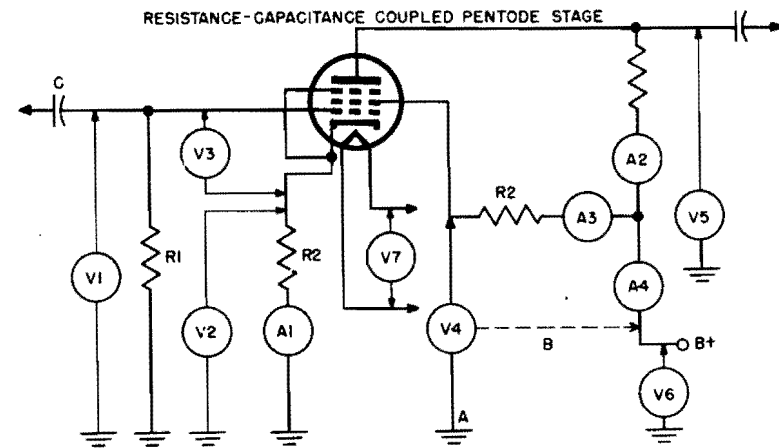 RESISTANCE-CAPACITANCE COUPLED PENTODE STAGE
C
V3
A2
R2
A3
V5
V1
R1
R2
V7
A4
V2
A1
V4
B
B+
V6
A